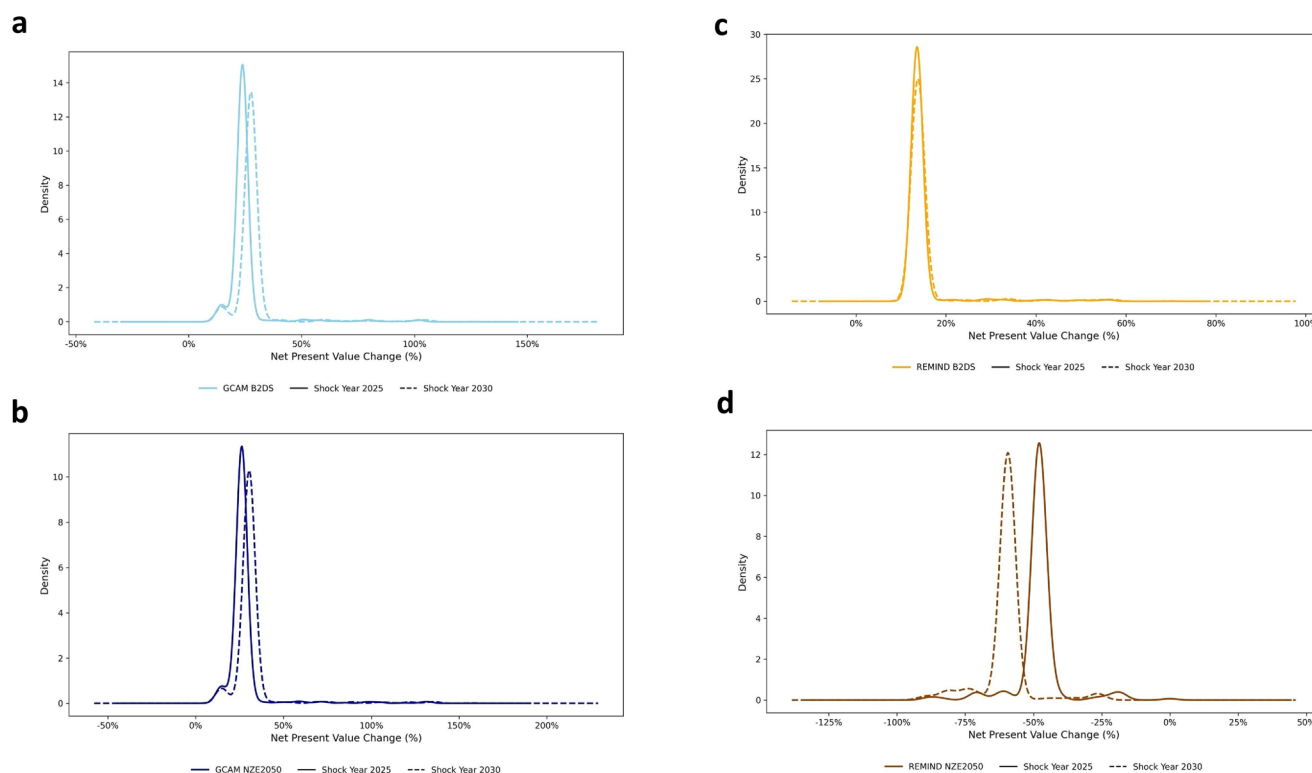 a
14
12
10
8
6
4
2
0
Density
-50% 0% 50% 100% 150%
Net Present Value Change (%)
GCAM B2DS Shock Year 2025 Shock Year 2030
b
10
8
6
4
2
0
Density
-50% 0% 50% 100% 150% 200%
Net Present Value Change (%)
GCAM NZE2050 Shock Year 2025 Shock Year 2030
c
30
25
20
15
10
5
0
Density
0% 20% 40% 60% 80% 100%
Net Present Value Change (%)
REMIND B2DS Shock Year 2025 Shock Year 2030
d
12
10
8
6
4
2
0
Density
-125% -100% -75% -50% -25% 0% 25% 50%
Net Present Value Change (%)
REMIND NZE2050 Shock Year 2025 Shock Year 2030